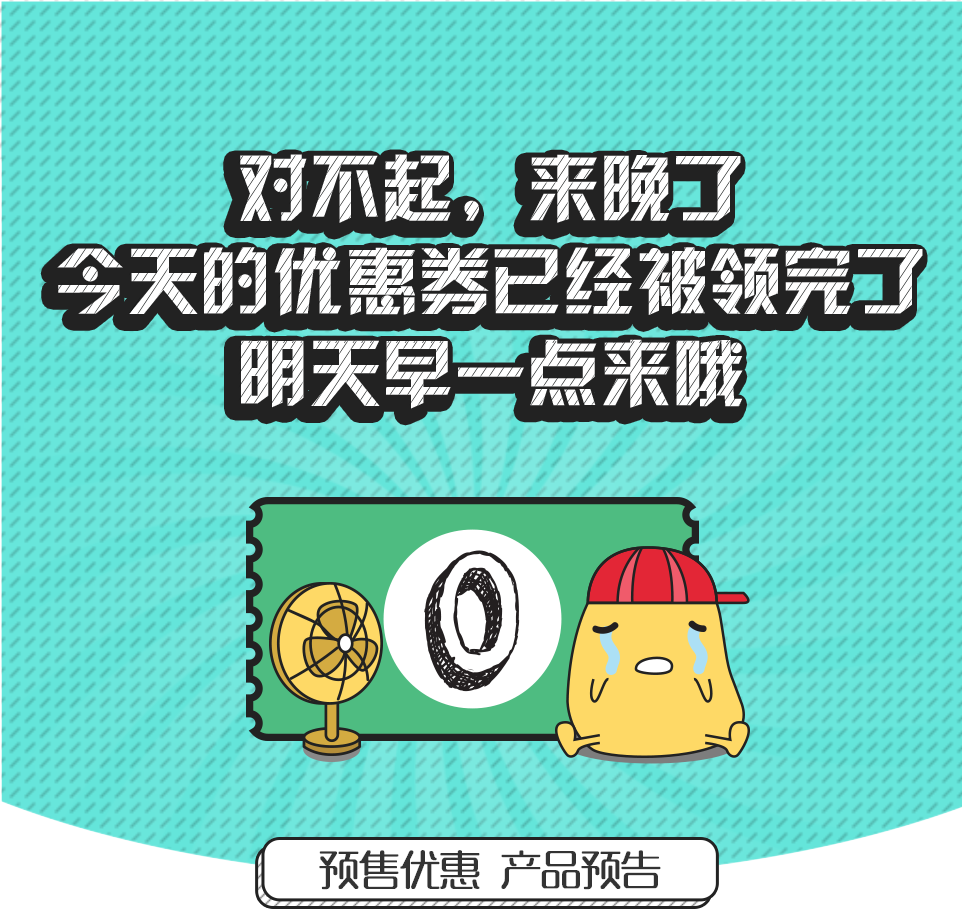 对不起，来晚了
今天的优惠券已经被领完了
明天早一点来哦
0
预售优惠 产品预告